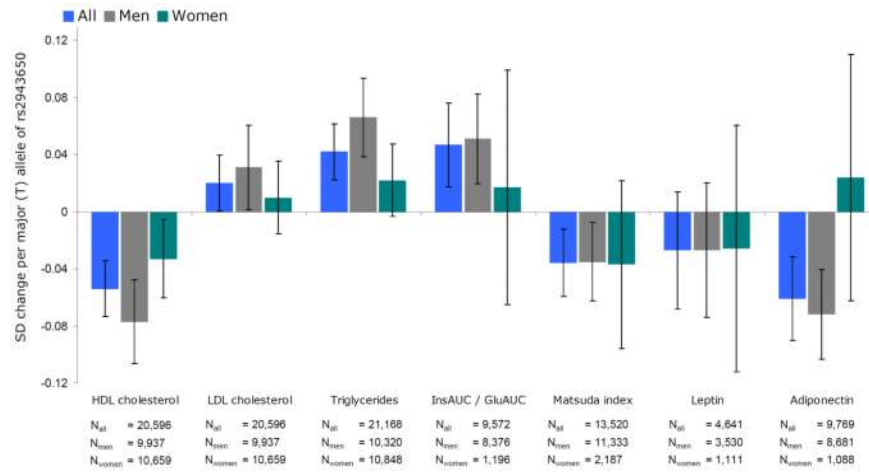 All Men Women
SD change per major (T) allele of rs2943650
0.12
0.08
0.04
0
-0.04
-0.08
-0.12
HDL cholesterol LDL cholesterol Triglycerides InsAUC / GluAUC Matsuda index Leptin Adiponectin
Nall = 20,596 Nall = 20,596 Nall = 21,168 Nall = 9,572 Nall = 13,520 Nall = 4,641 Nall = 9,769
Nmen = 9,937 Nmen = 9,937 Nmen = 10,320 Nmen = 8,376 Nmen = 11,333 Nmen = 3,530 Nmen = 8,681
Nwomen = 10,659 Nwomen = 10,659 Nwomen = 10,848 Nwomen = 1,196 Nwomen = 2,187 Nwomen = 1,111 Nwomen = 1,088